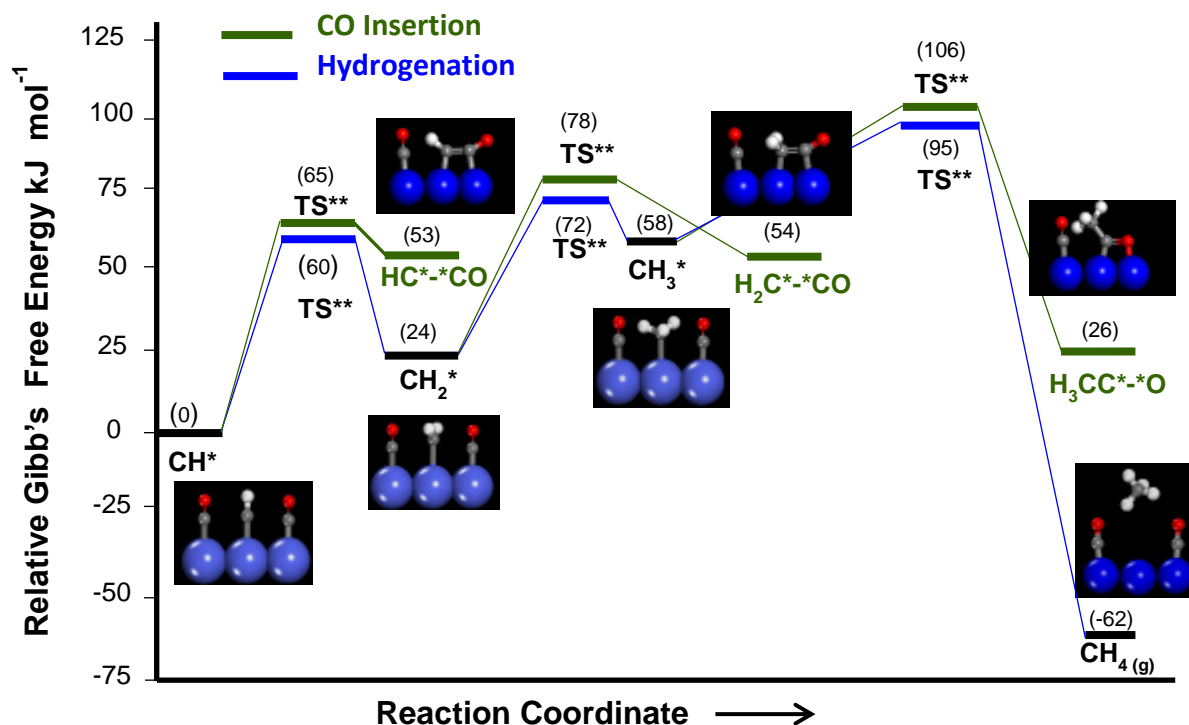 Relative Gibb's Free Energy kJ mol⁻¹
125
100
75
50
25
0
-25
-50
-75
CO Insertion
Hydrogenation
(0)
CH*
(65)
TS**
(60)
TS**
(53)
HC*-*CO
(24)
CH₂*
(78)
TS**
(72)
TS**
(58)
CH₃*
(54)
H₂C*-*CO
(106)
TS**
(95)
TS**
(26)
H₃CC*-*O
(-62)
CH₄ (g)
Reaction Coordinate